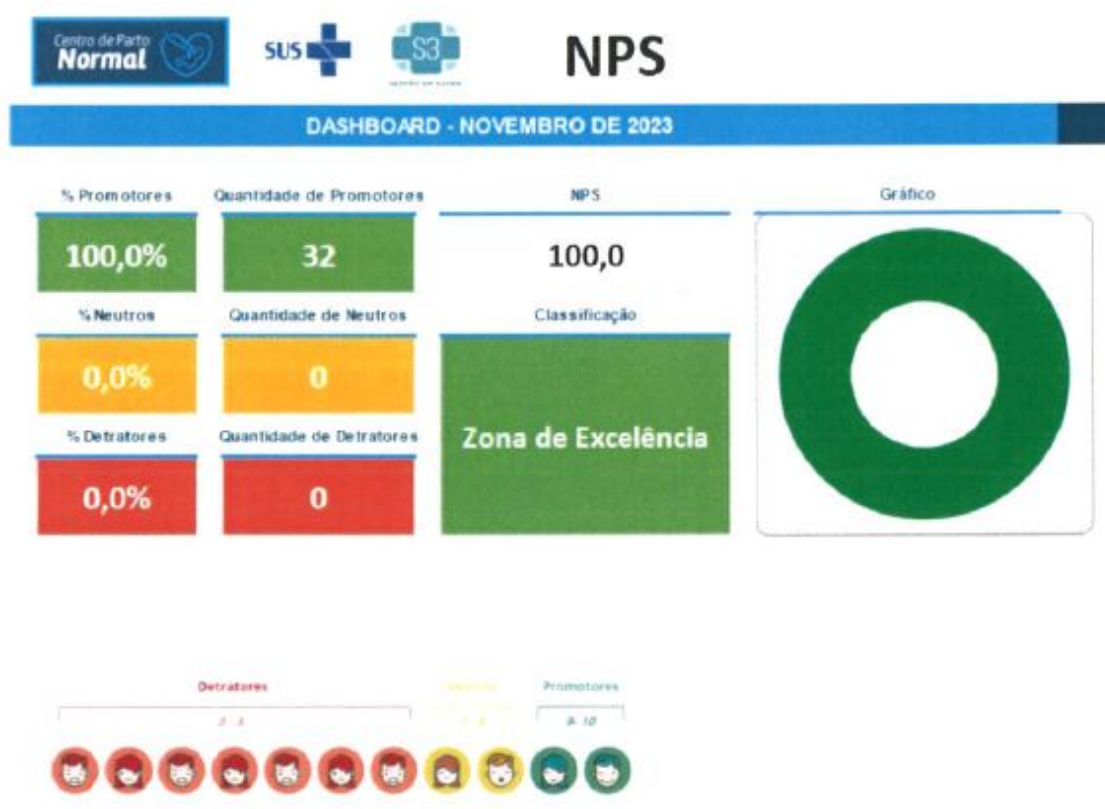 Centro de Parto
Normal
SUS
S3
NPS
DASHBOARD - NOVEMBRO DE 2023
% Promotores
Quantidade de Promotores
NPS
Gráfico
100,0%
32
100,0
% Neutros
Quantidade de Neutros
Classificação
0,0%
0
Zona de Excelência
% Detratores
Quantidade de Detratores
0,0%
0
Detratores
Promotores